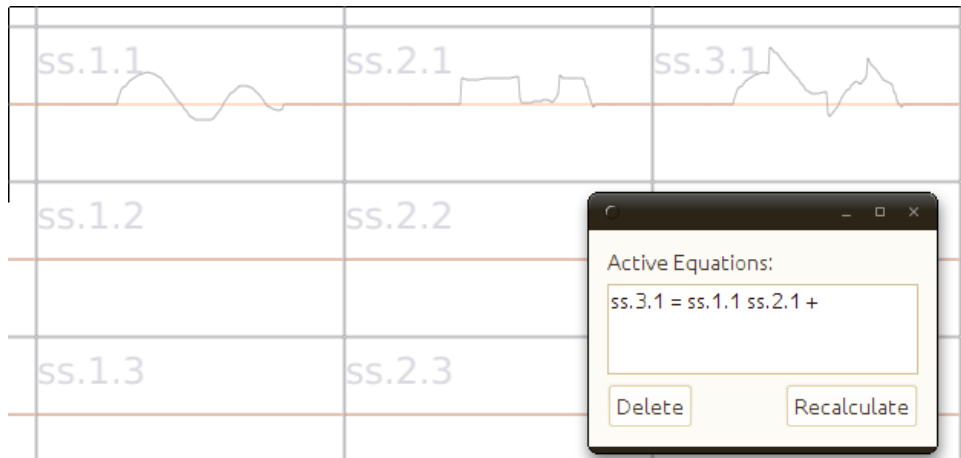 ss.1.1 ss.2.1 ss.3.1
ss.1.2 ss.2.2
Active Equations:
ss.3.1 = ss.1.1 ss.2.1 +
ss.1.3 ss.2.3
Delete Recalculate